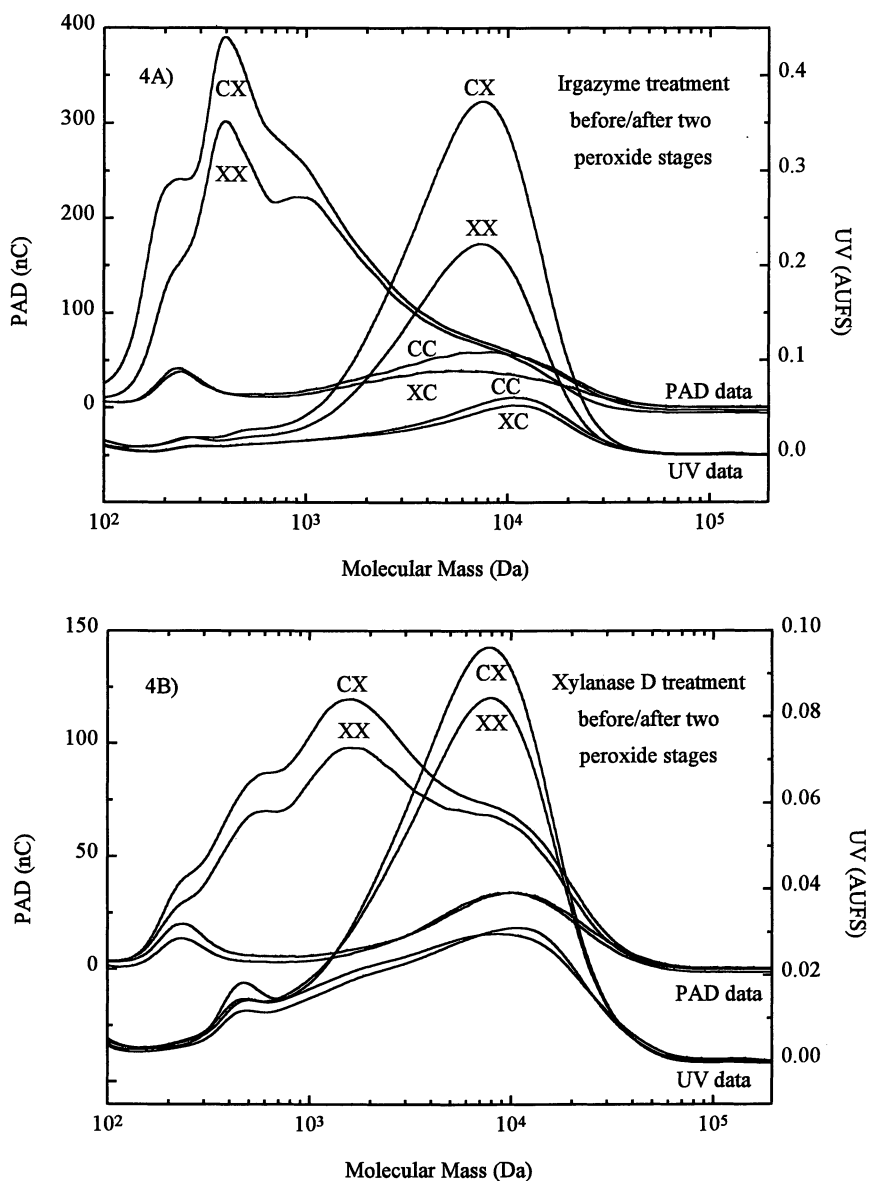 400
300
200
100
0
PAD (nC)
4A)
CX
XX
CX
XX
CC
XC
CC
XC
Irgazyme treatment
before/after two
peroxide stages
PAD data
UV data
0.4
0.3
0.2
0.1
0.0
UV (AUFS)
10²
10³
10⁴
10⁵
Molecular Mass (Da)
150
100
50
0
PAD (nC)
4B)
CX
XX
CX
XX
Xylanase D treatment
before/after two
peroxide stages
PAD data
UV data
0.10
0.08
0.06
0.04
0.02
0.00
UV (AUFS)
10²
10³
10⁴
10⁵
Molecular Mass (Da)